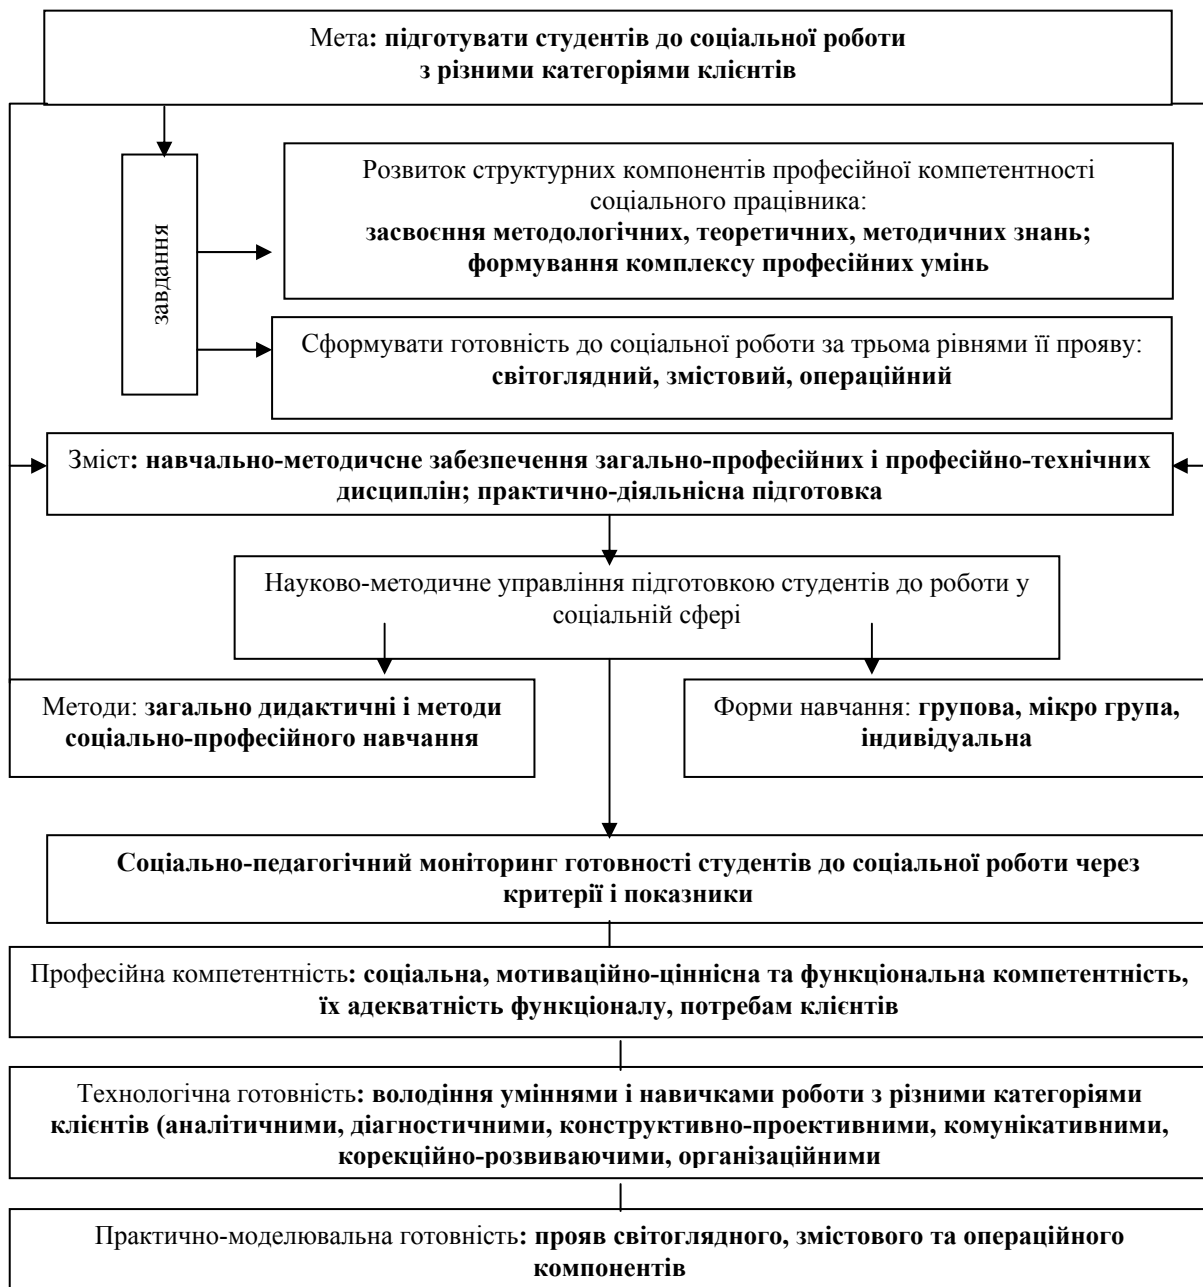 Мета: підготувати студентів до соціальної роботи
з різними категоріями клієнтів
завдання
Розвиток структурних компонентів професійної компетентності
соціального працівника:
засвоєння методологічних, теоретичних, методичних знань;
формування комплексу професійних умінь
Сформувати готовність до соціальної роботи за трьома рівнями її прояву:
світоглядний, змістовий, операційний
Зміст: навчально-методичсне забезпечення загально-професійних і професійно-технічних
дисциплін; практично-діяльнісна підготовка
Науково-методичне управління підготовкою студентів до роботи у
соціальній сфері
Методи: загально дидактичні і методи
соціально-професійного навчання
Форми навчання: групова, мікро група,
індивідуальна
Соціально-педагогічний моніторинг готовності студентів до соціальної роботи через
критерії і показники
Професійна компетентність: соціальна, мотиваційно-ціннісна та функціональна компетентність,
їх адекватність функціоналу, потребам клієнтів
Технологічна готовність: володіння уміннями і навичками роботи з різними категоріями
клієнтів (аналітичними, діагностичними, конструктивно-проективними, комунікативними,
корекційно-розвиваючими, організаційними
Практично-моделювальна готовність: прояв світоглядного, змістового та операційного
компонентів